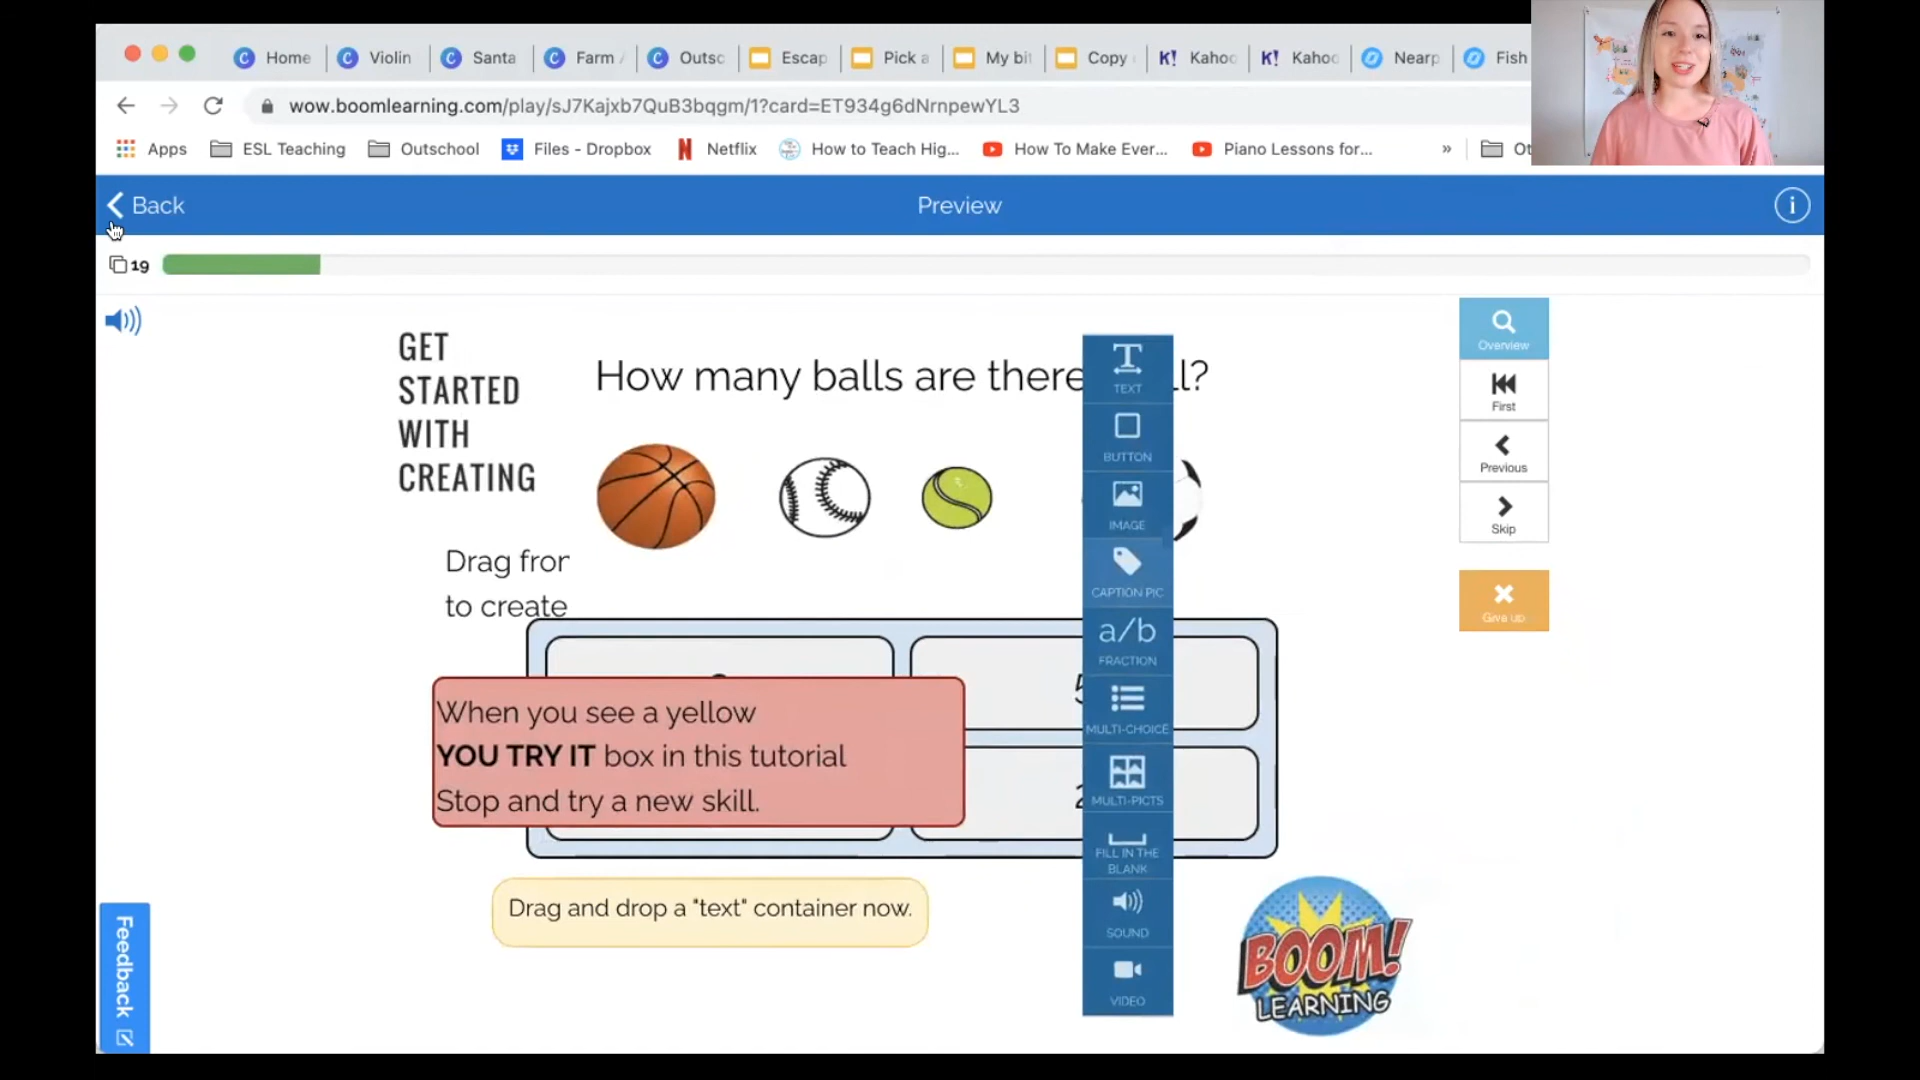 Home
Violin
Santa
Farm
Outsc
Escap
Pick a
My bit
Copy
K! Kahoo
K! Kahoo
Nearp
Fish
wow.boomlearning.com/play/sJ7Kajxb7QuB3bqgm/1?card=ET934g6dNrnpewYL3
Apps
ESL Teaching
Outschool
Files - Dropbox
Netflix
How to Teach Hig...
How To Make Ever...
Piano Lessons for...
»
Ot
Back
Preview
i
19
GET
STARTED
WITH
CREATING
How many balls are there
l?
Drag fror
to create
When you see a yellow
YOU TRY IT box in this tutorial
Stop and try a new skill.
Drag and drop a "text" container now.
TEXT
BUTTON
IMAGE
CAPTION PIC
a/b
FRACTION
MULTI-CHOICE
MULTI-PICTS
FILL IN THE
BLANK
SOUND
VIDEO
Overview
First
Previous
Skip
Give up
Feedback
BOOM!
LEARNING